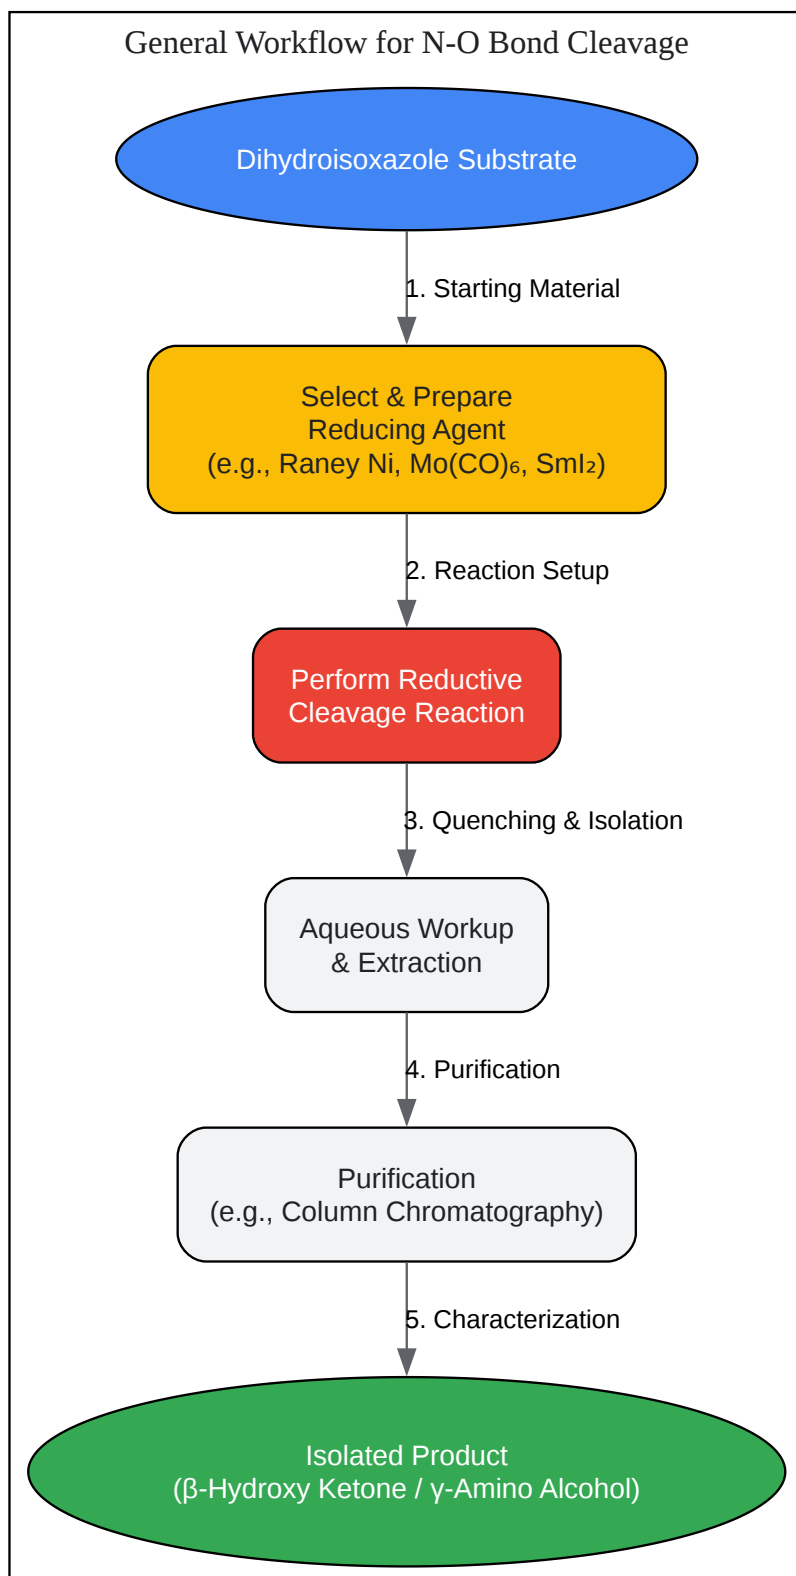 General Workflow for N-O Bond Cleavage
Dihydroisoxazole Substrate
1. Starting Material
Select & Prepare
Reducing Agent
(e.g., Raney Ni, Mo(CO)₆, SmI₂)
2. Reaction Setup
Perform Reductive
Cleavage Reaction
3. Quenching & Isolation
Aqueous Workup
& Extraction
4. Purification
Purification
(e.g., Column Chromatography)
5. Characterization
Isolated Product
(β-Hydroxy Ketone / γ-Amino Alcohol)